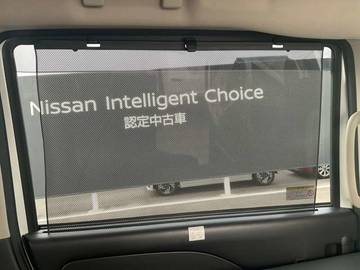 Nissan Intelligent Choice
認定中古車